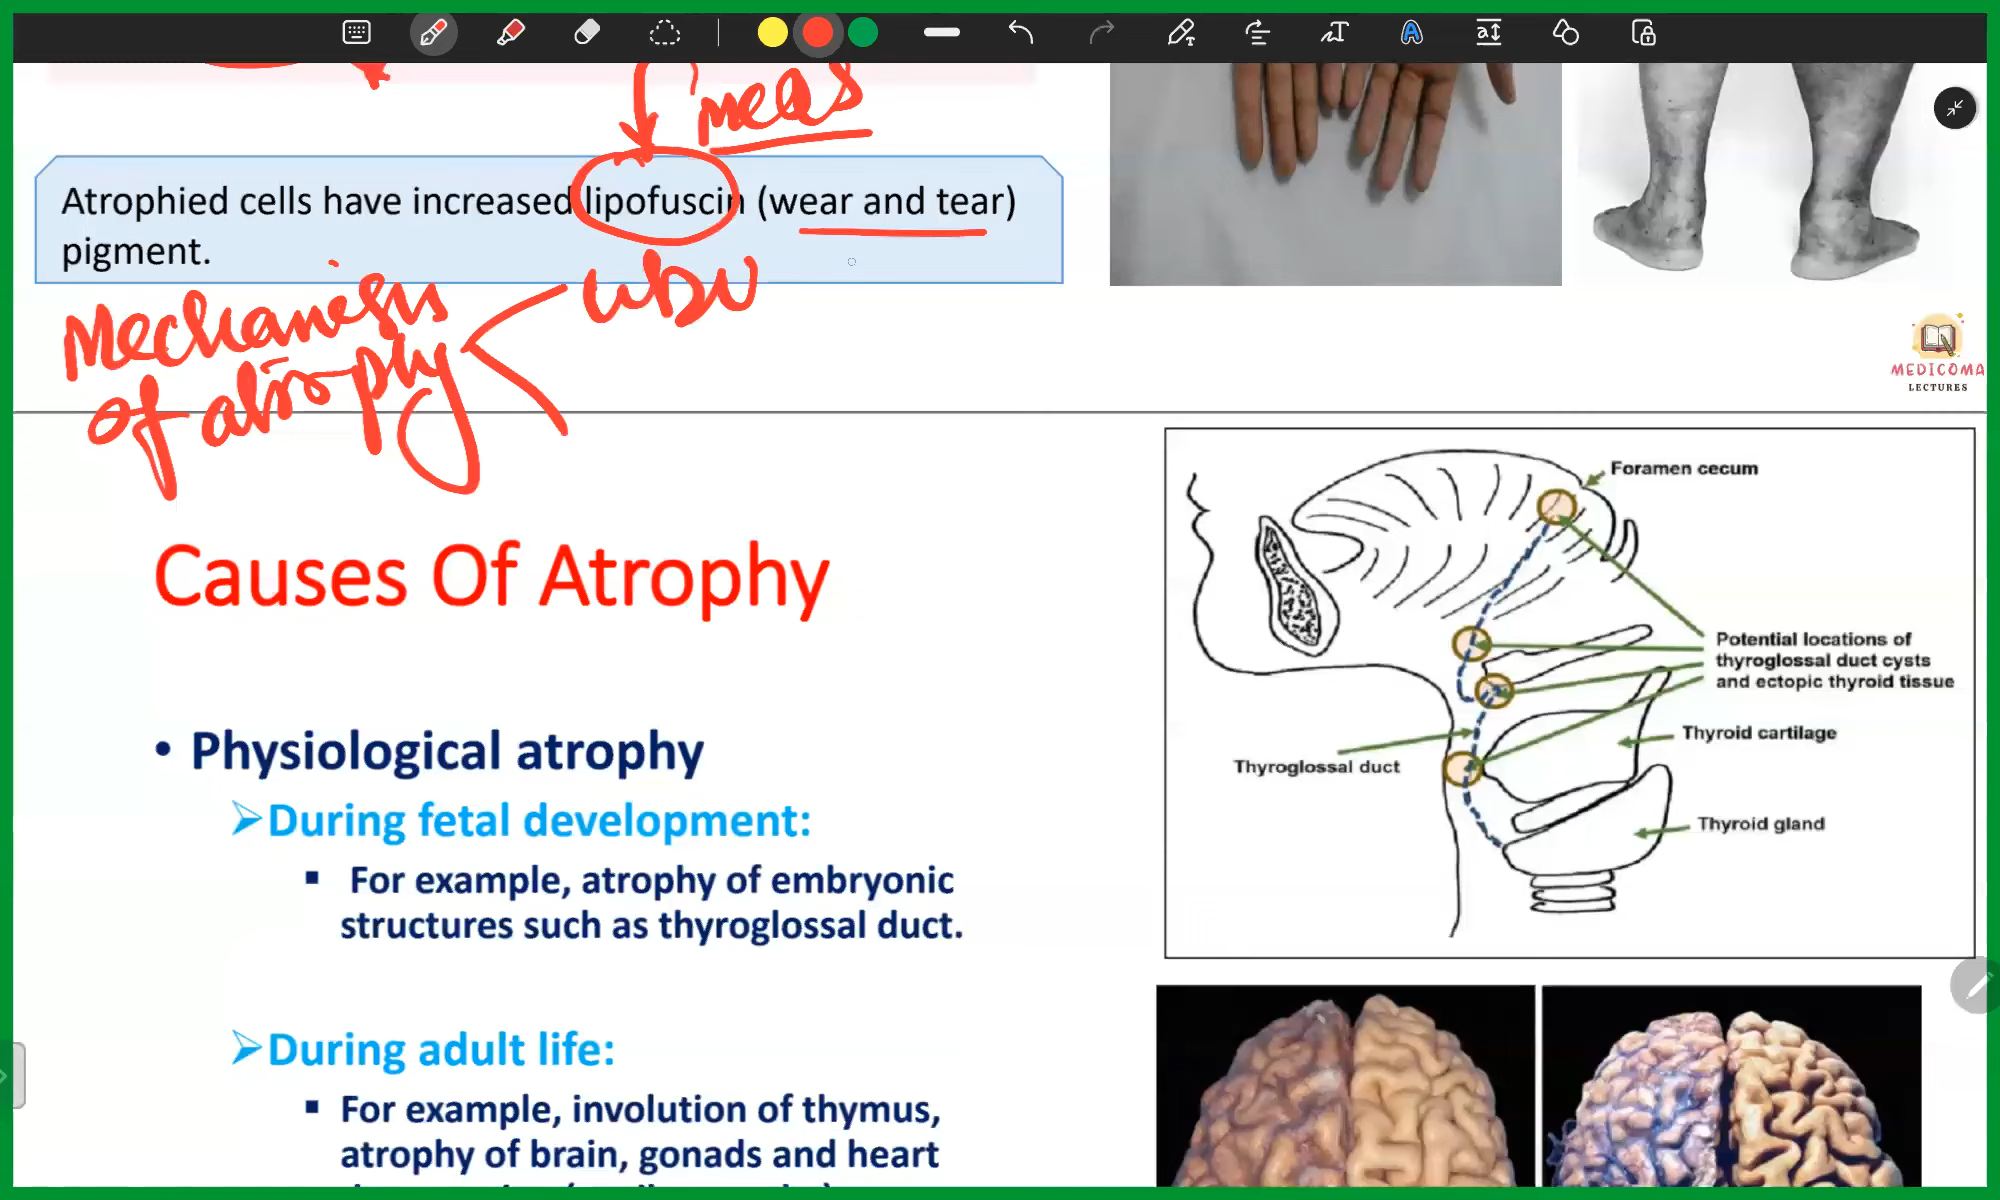 meas
Atrophied cells have increased lipofuscin (wear and tear)
pigment.
Mechanisms
of atrophy
MEDICOMA
LECTURES
Causes Of Atrophy
• Physiological atrophy
➢During fetal development:
▪ For example, atrophy of embryonic
structures such as thyroglossal duct.
➢During adult life:
▪ For example, involution of thymus,
atrophy of brain, gonads and heart
Foramen cecum
Potential locations of
thyroglossal duct cysts
and ectopic thyroid tissue
Thyroid cartilage
Thyroglossal duct
Thyroid gland